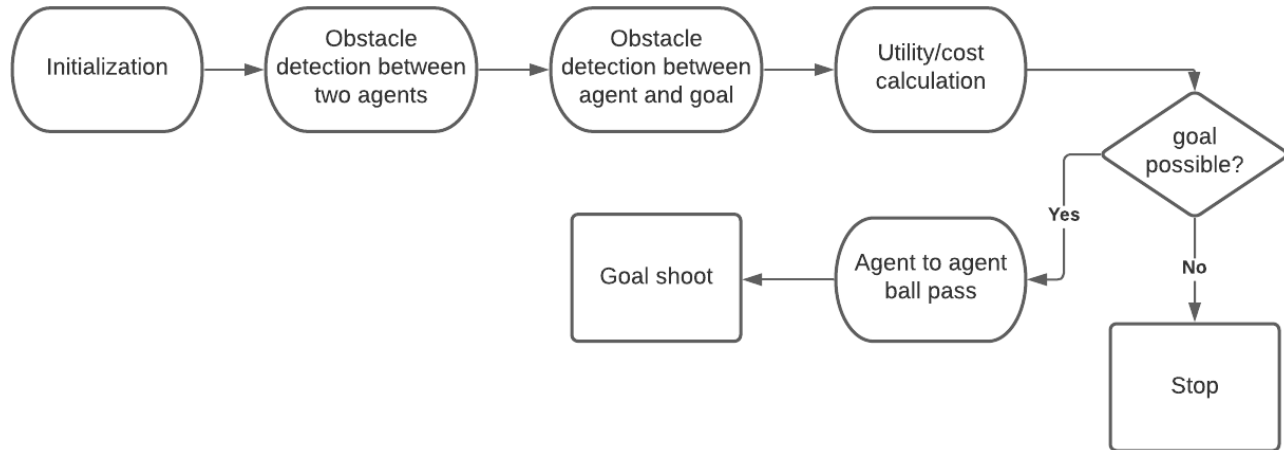 Initialization
Obstacle
detection between
two agents
Obstacle
detection between
agent and goal
Utility/cost
calculation
goal
possible?
Yes
No
Agent to agent
ball pass
Goal shoot
Stop